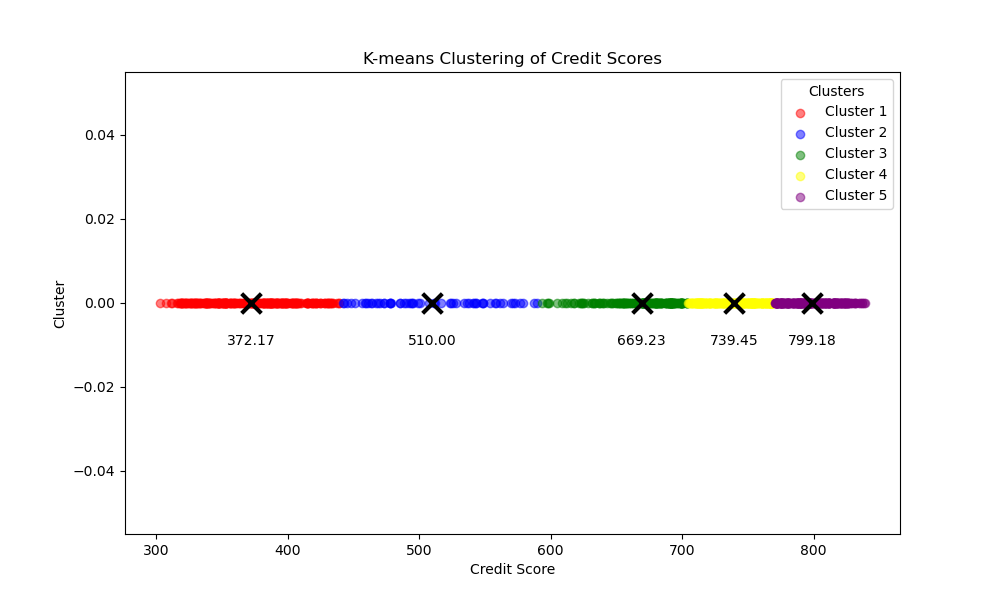 K-means Clustering of Credit Scores
Clusters
Cluster 1
Cluster 2
Cluster 3
Cluster 4
Cluster 5
0.04
0.02
0.00
−0.02
−0.04
Cluster
372.17
510.00
669.23
739.45
799.18
300
400
500
600
700
800
Credit Score